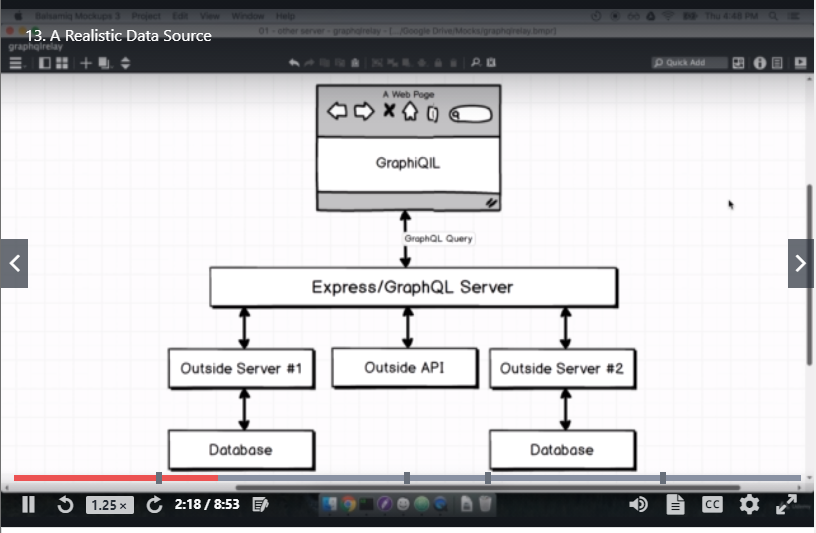 Balsamiq Mockups 3 Project Edit View Window Help Thu 4:48 PM
13. A Realistic Data Source
01 - other server - graphqlrelay - [.../Google Drive/Mocks/graphqlrelay.bmpr]
graphqlrelay
Quick Add
A Web Page
GraphiQlL
GraphQL Query
Express/GraphQL Server
Outside Server #1 Outside API Outside Server #2
Database Database
1.25 × 2:18 / 8:53 CC